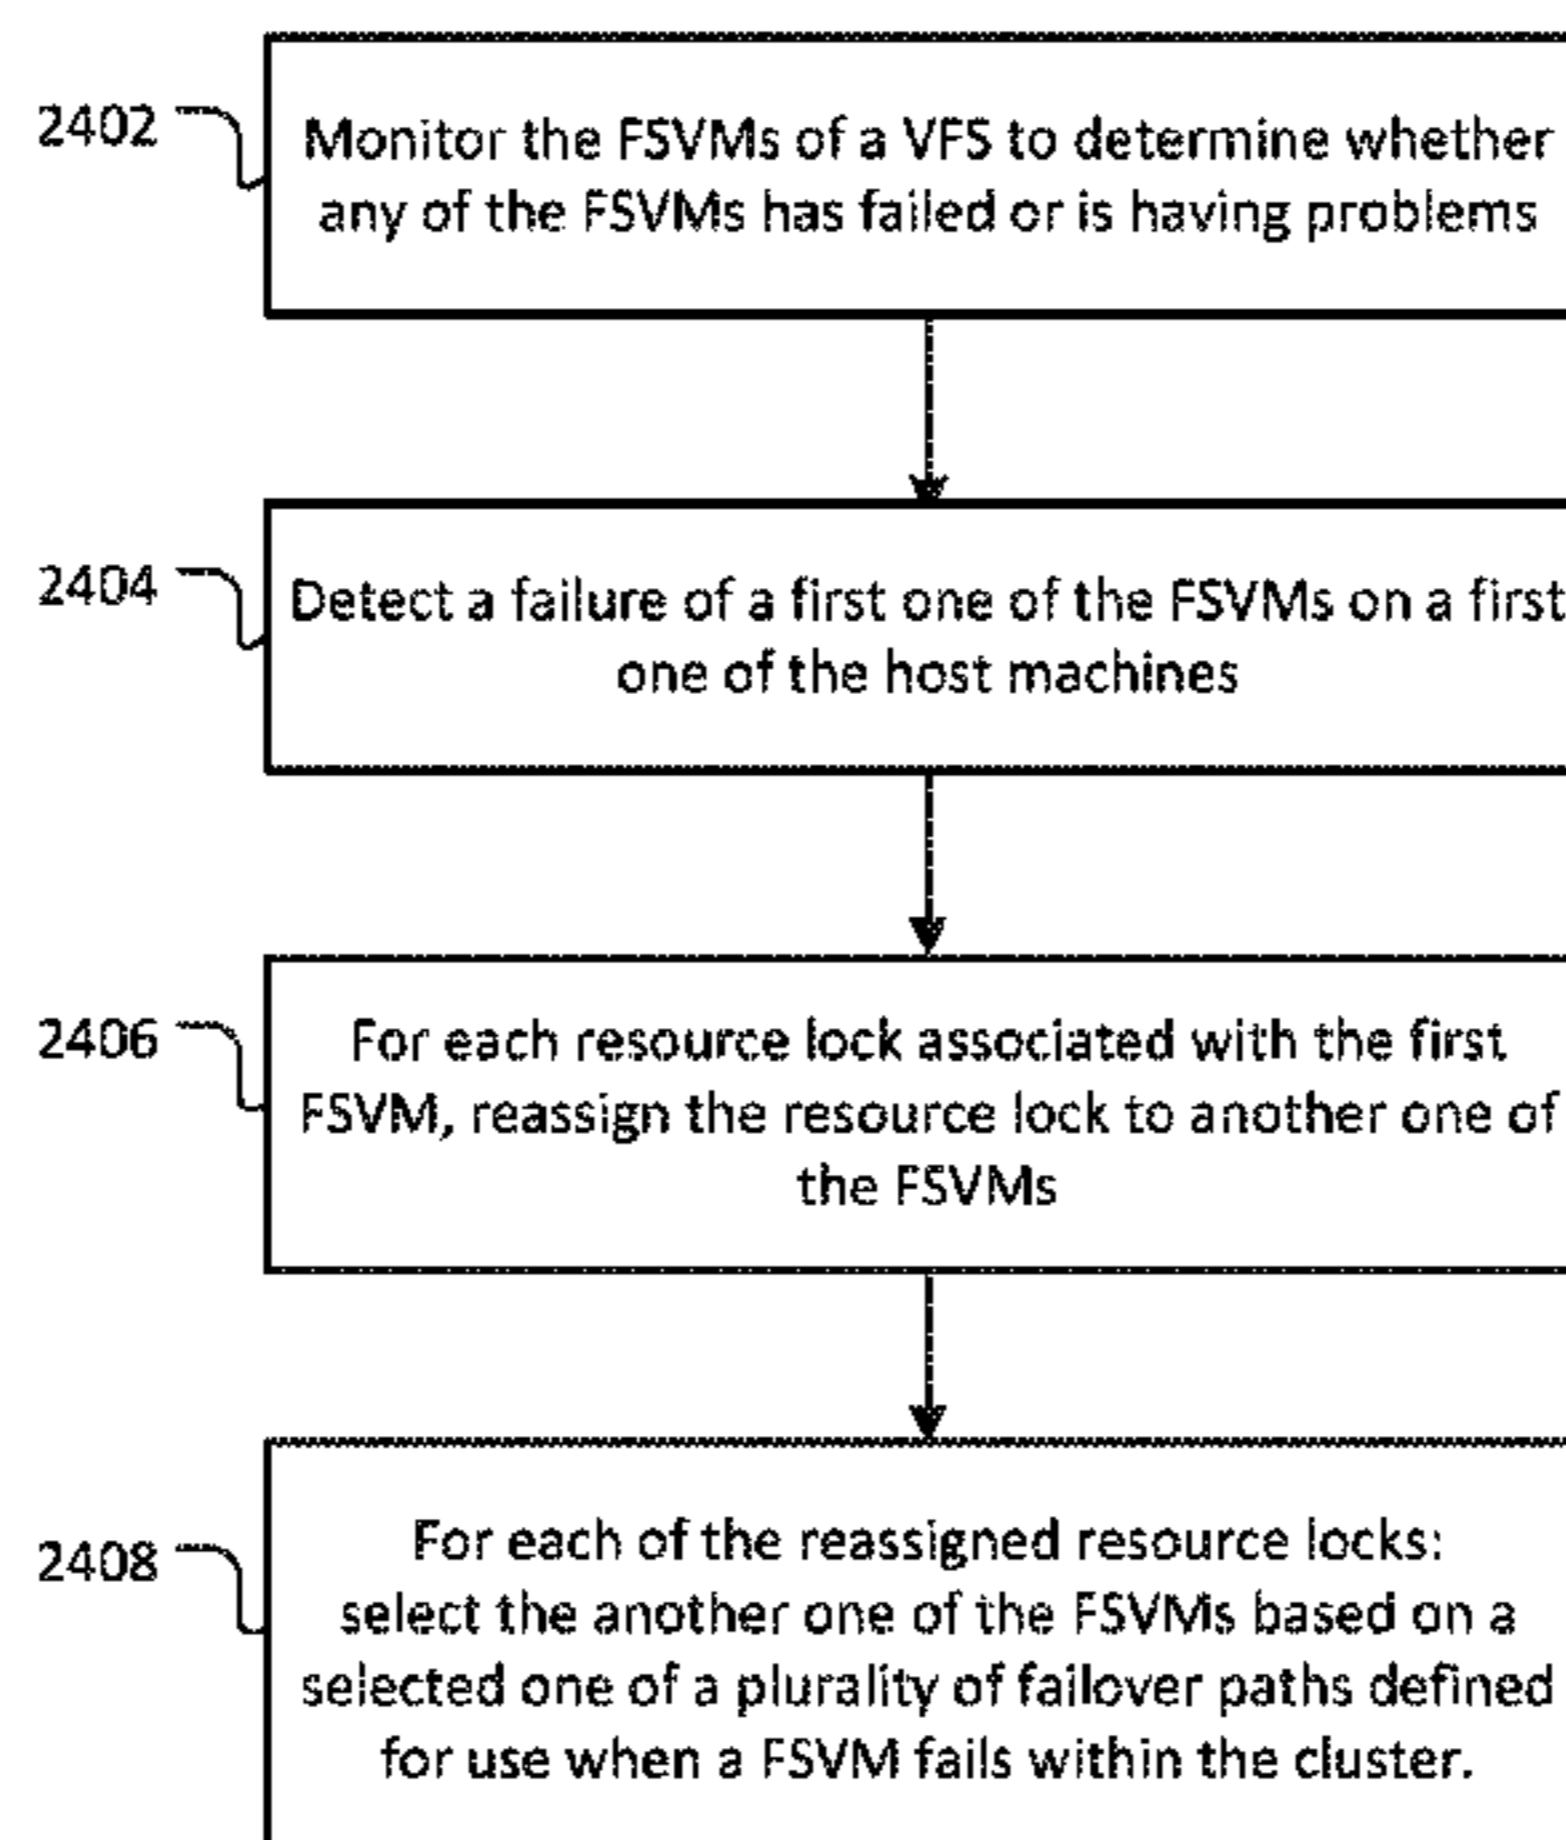 2402
Monitor the FSVMs of a VFS to determine whether
any of the FSVMs has failed or is having problems
2404
Detect a failure of a first one of the FSVMs on a first
one of the host machines
2406
For each resource lock associated with the first
FSVM, reassign the resource lock to another one of
the FSVMs
2408
For each of the reassigned resource locks:
select the another one of the FSVMs based on a
selected one of a plurality of failover paths defined
for use when a FSVM fails within the cluster.